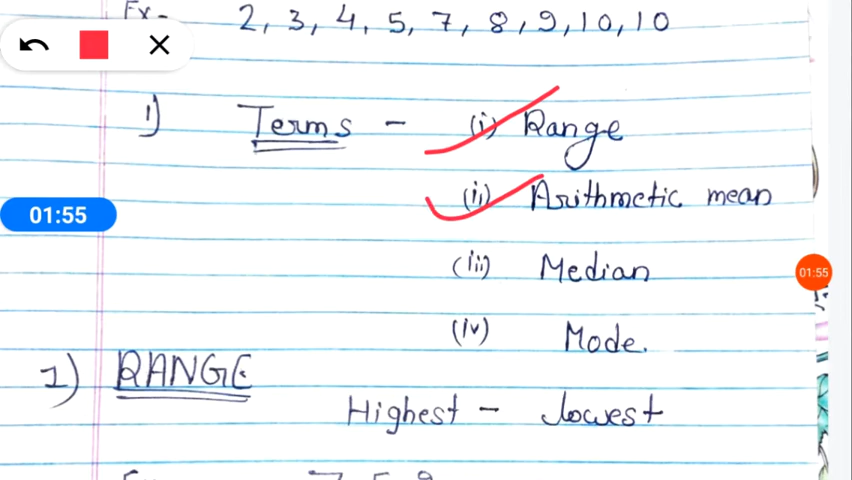 Ex- 2, 3, 4, 5, 7, 8, 9, 10, 10
1) Terms - (i) Range
(ii) Arithmetic mean
01:55
01:55
(iii) Median
(iv) Mode.
1) RANGE
Highest - lowest